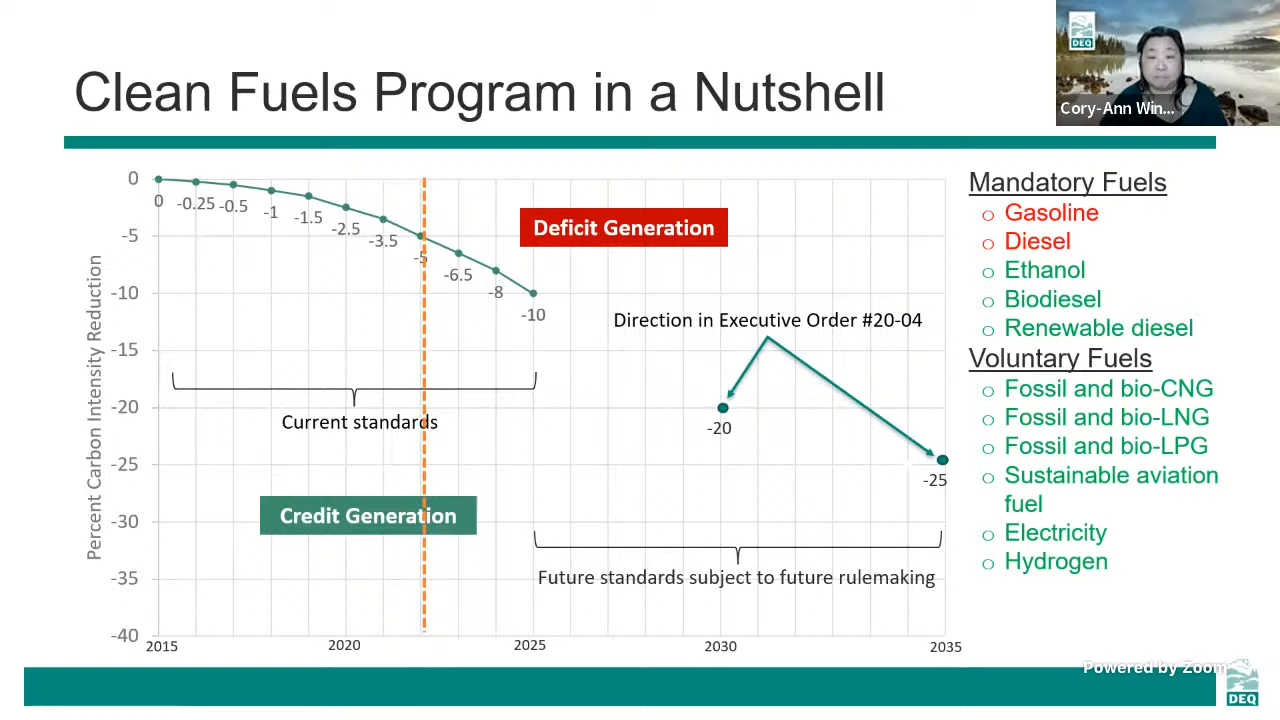 DEQ
Cory-Ann Win...
Clean Fuels Program in a Nutshell
Percent Carbon Intensity Reduction
0
-5
-10
-15
-20
-25
-30
-35
-40
0 -0.25 -0.5 -1 -1.5 -2.5 -3.5 -5 -6.5 -8 -10
Deficit Generation
Direction in Executive Order #20-04
Current standards
-20
-25
Credit Generation
Future standards subject to future rulemaking
2015 2020 2025 2030 2035
Mandatory Fuels
o Gasoline
o Diesel
o Ethanol
o Biodiesel
o Renewable diesel
Voluntary Fuels
o Fossil and bio-CNG
o Fossil and bio-LNG
o Fossil and bio-LPG
o Sustainable aviation
fuel
o Electricity
o Hydrogen
Powered by Zoom
DEQ